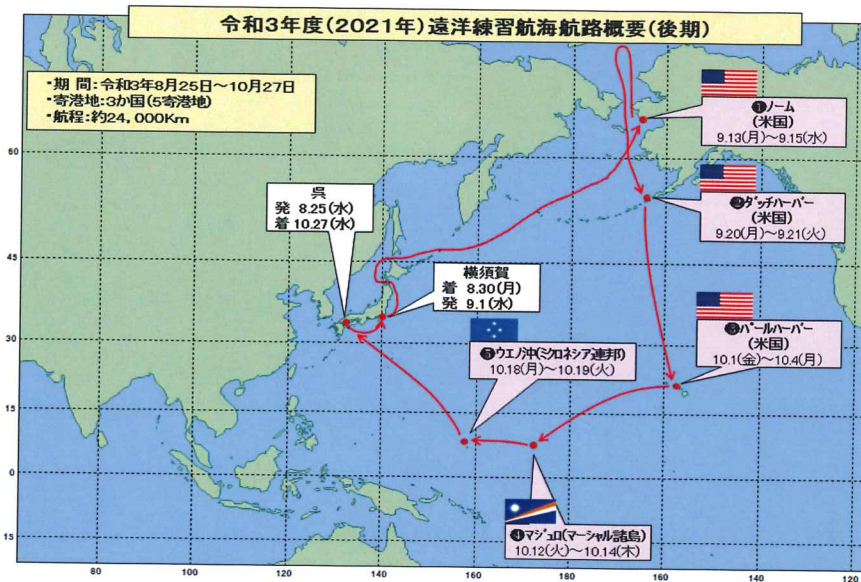 令和3年度(2021年)遠洋練習航海航路概要(後期)
・期 間:令和3年8月25日～10月27日
・寄港地:3か国(5寄港地)
・航程:約24,000Km
❶ノーム
(米国)
9.13(月)～9.15(水)
❷ダッチハーバー
(米国)
9.20(月)～9.21(火)
呉
発 8.25(水)
着 10.27(水)
横須賀
着 8.30(月)
発 9.1(水)
❸パールハーバー
(米国)
10.1(金)～10.4(月)
❺ウエノ沖(ミクロネシア連邦)
10.18(月)～10.19(火)
❹マジュロ(マーシャル諸島)
10.12(火)～10.14(木)
60
45
30
15
0
15
80 100 120 140 160 180 160 140 120